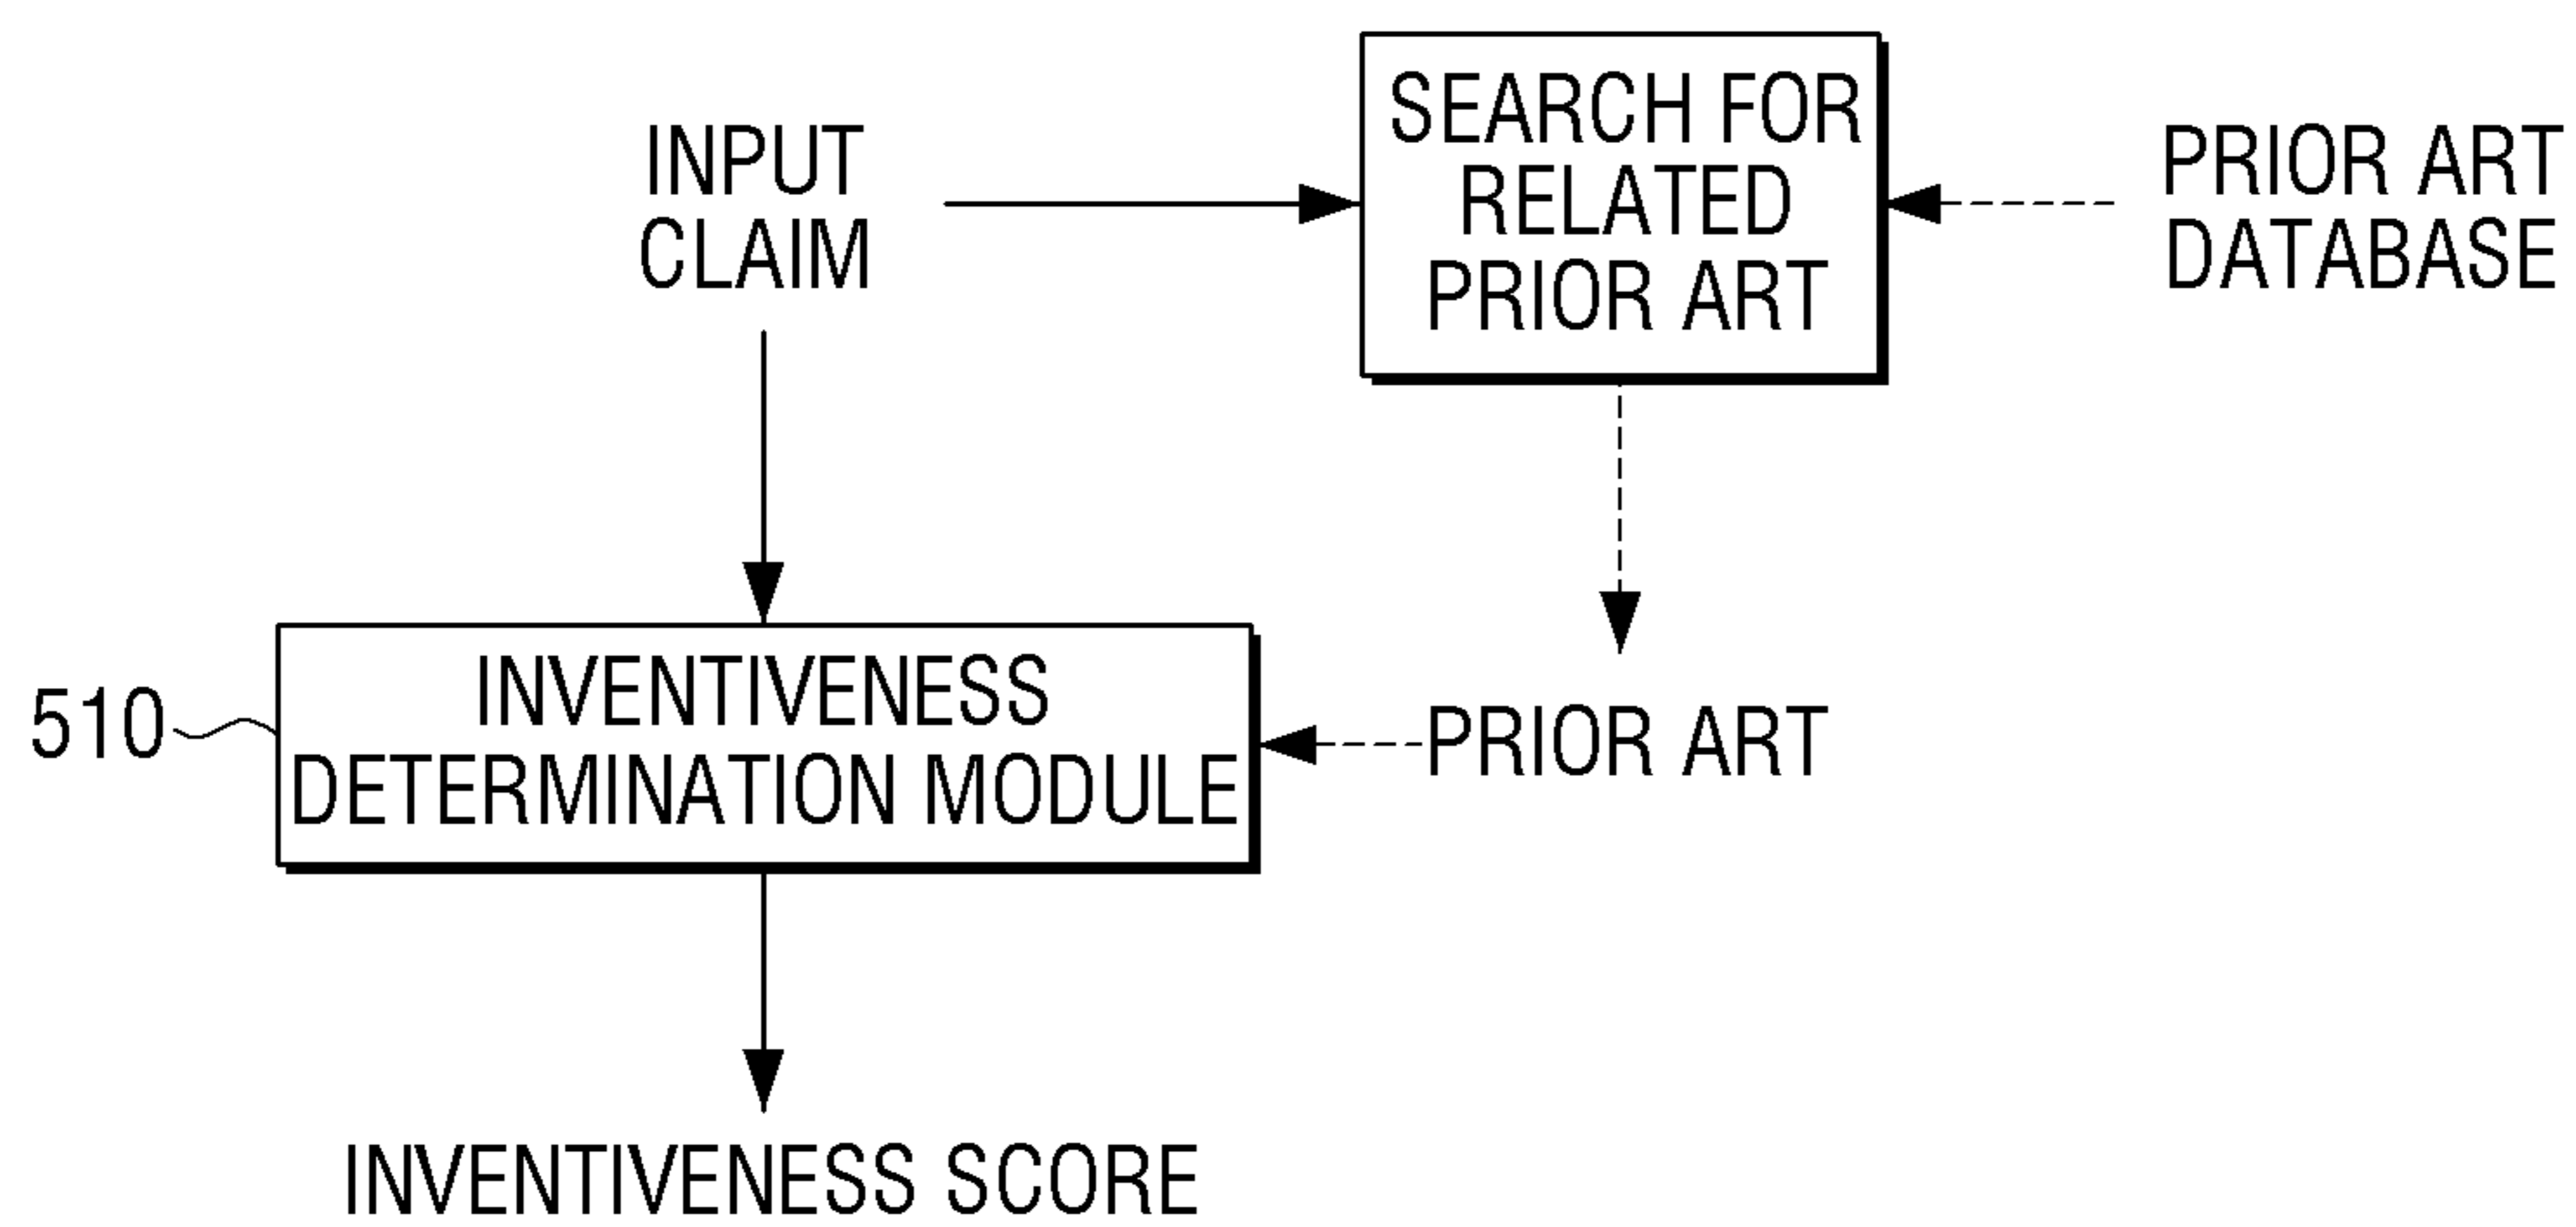 INPUT
CLAIM
SEARCH FOR
RELATED
PRIOR ART
PRIOR ART
DATABASE
510
INVENTIVENESS
DETERMINATION MODULE
PRIOR ART
INVENTIVENESS SCORE